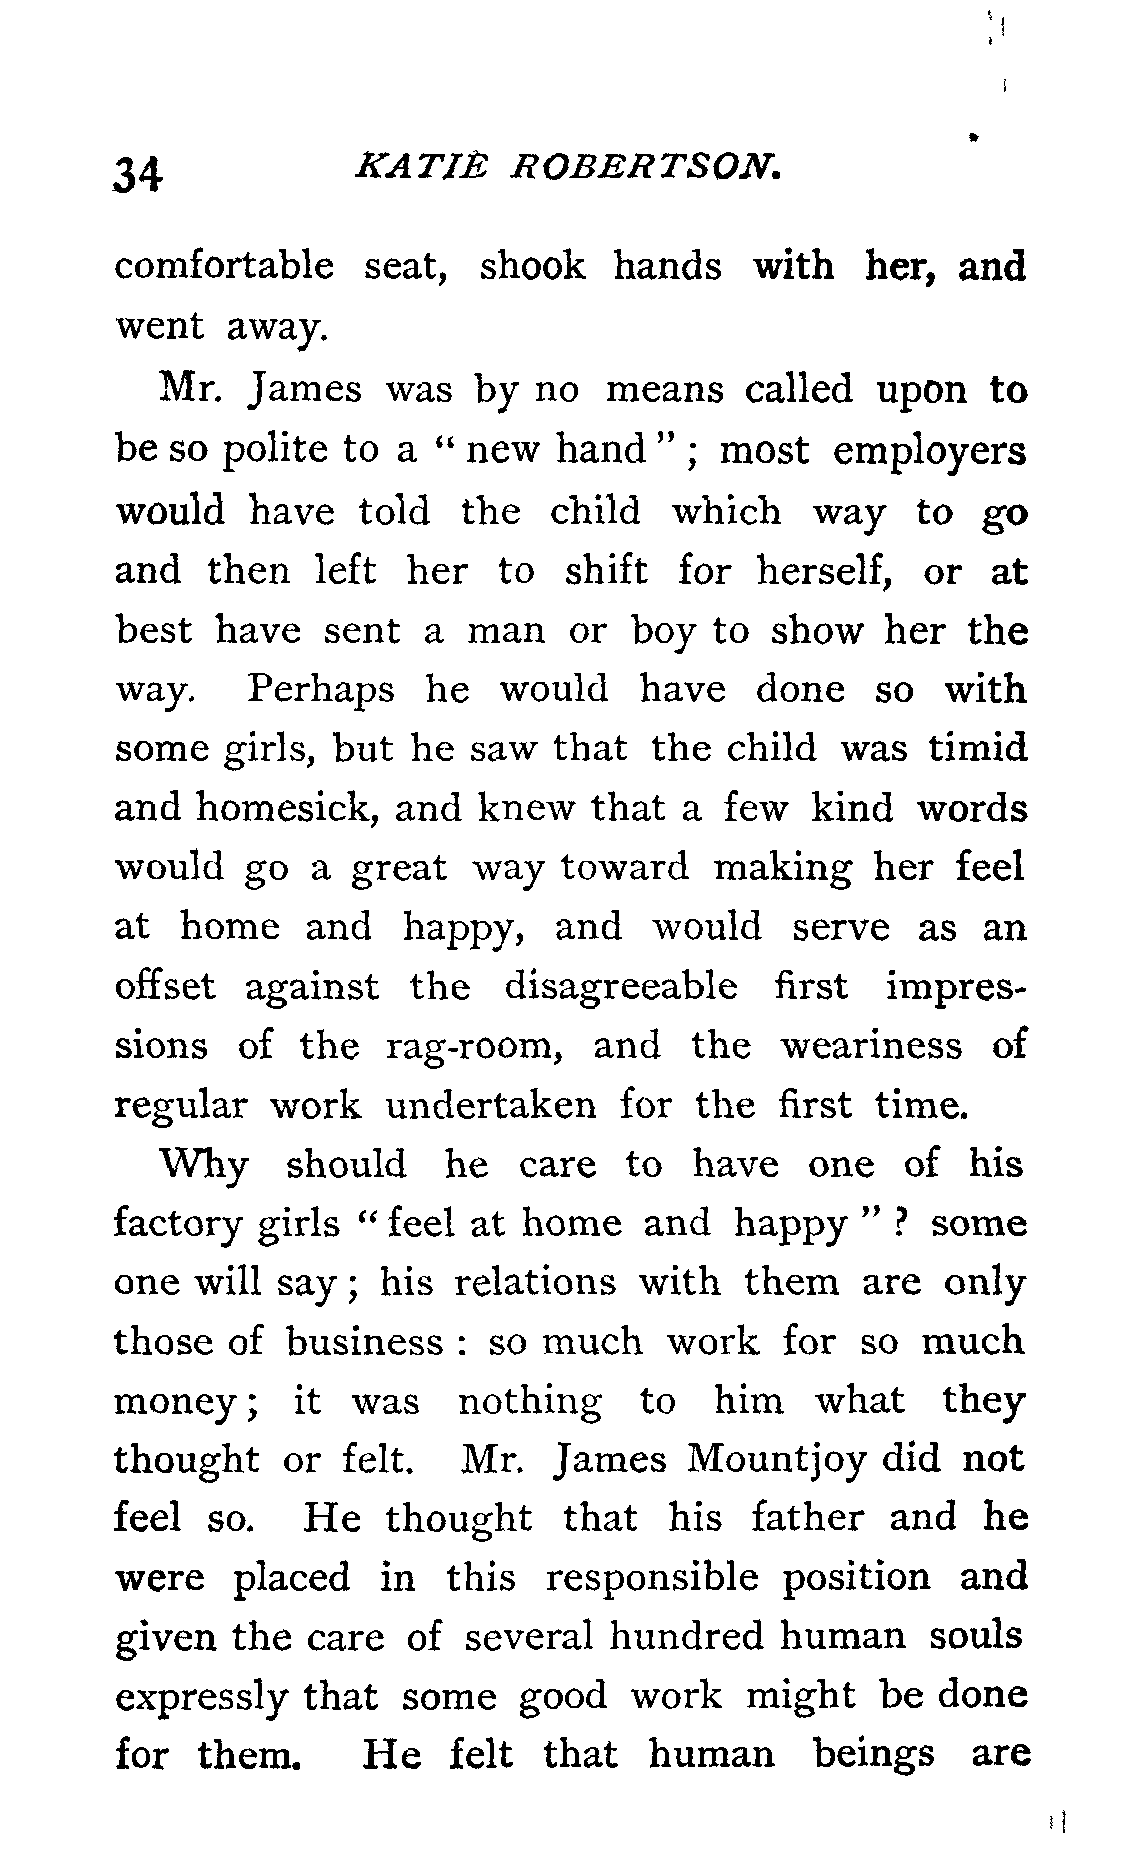 34 KATIE ROBERTSON.
comfortable seat, shook hands with her, and
went away.
Mr. James was by no means called upon to
be so polite to a “ new hand ” ; most employers
would have told the child which way to go
and then left her to shift for herself, or at
best have sent a man or boy to show her the
way. Perhaps he would have done so with
some girls, but he saw that the child was timid
and homesick, and knew that a few kind words
would go a great way toward making her feel
at home and happy, and would serve as an
offset against the disagreeable first impres-
sions of the rag-room, and the weariness of
regular work undertaken for the first time.
Why should he care to have one of his
factory girls “ feel at home and happy ” ? some
one will say ; his relations with them are only
those of business : so much work for so much
money ; it was nothing to him what they
thought or felt. Mr. James Mountjoy did not
feel so. He thought that his father and he
were placed in this responsible position and
given the care of several hundred human souls
expressly that some good work might be done
for them. He felt that human beings are